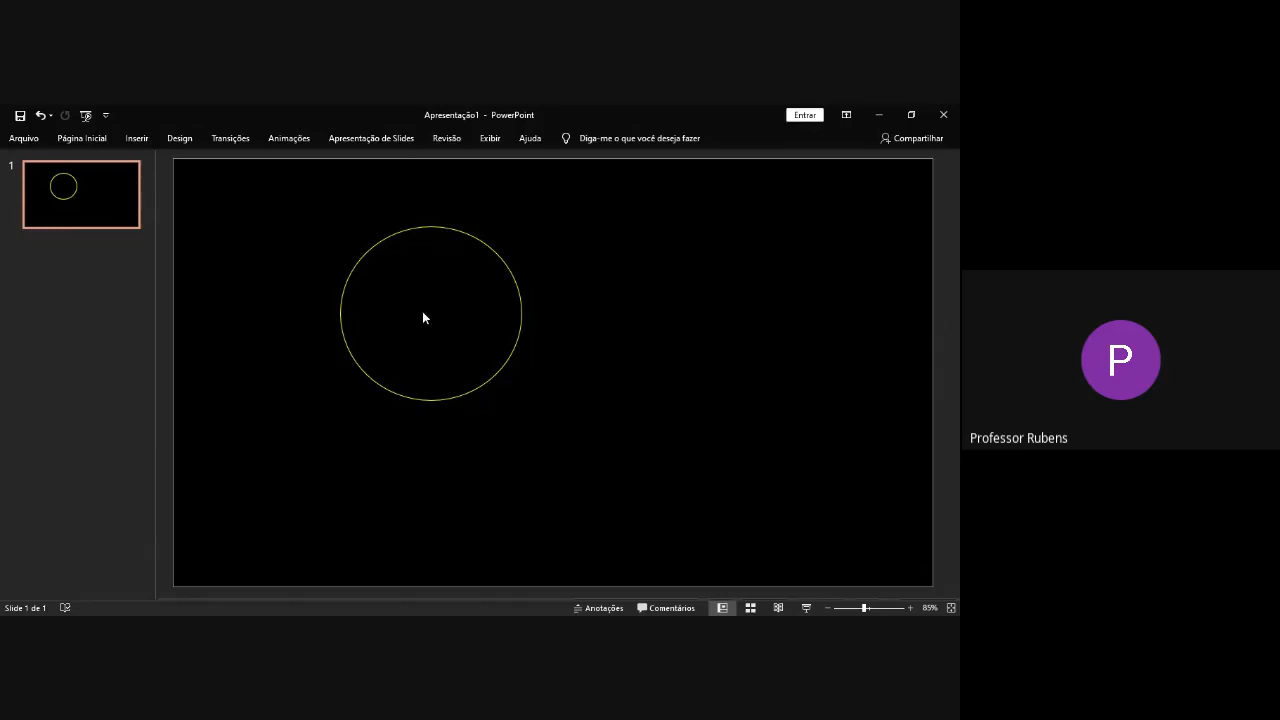 Apresentação1 - PowerPoint
Entrar
Arquivo Página Inicial Inserir Design Transições Animações Apresentação de Slides Revisão Exibir Ajuda Diga-me o que você deseja fazer Compartilhar
1
P
Professor Rubens
Slide 1 de 1 Anotações Comentários 85%